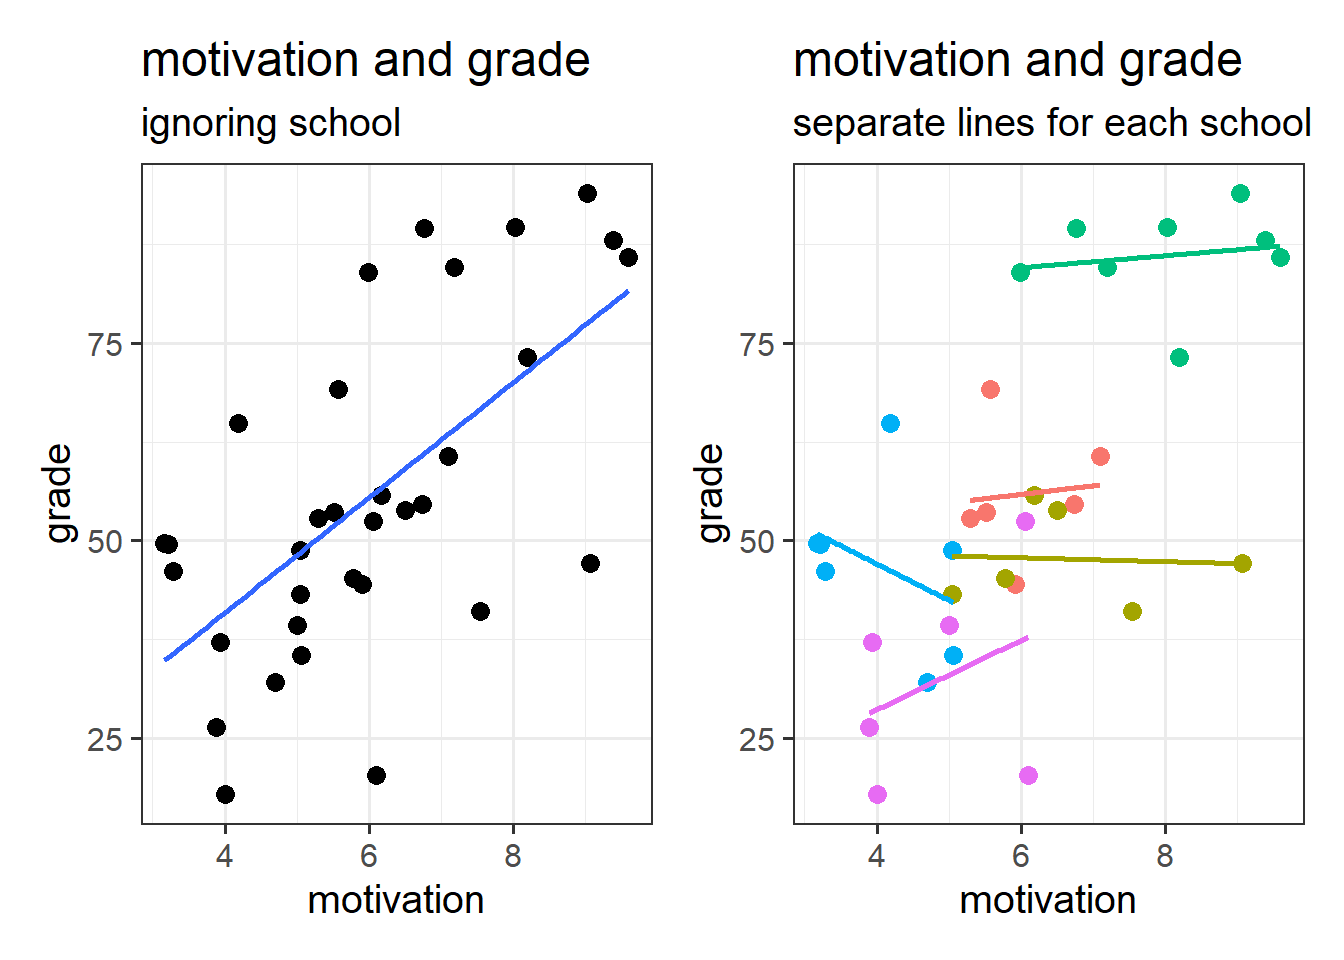 motivation and grade
ignoring school
75
50
25
grade
4 6 8
motivation
motivation and grade
separate lines for each school
75
50
25
grade
4 6 8
motivation